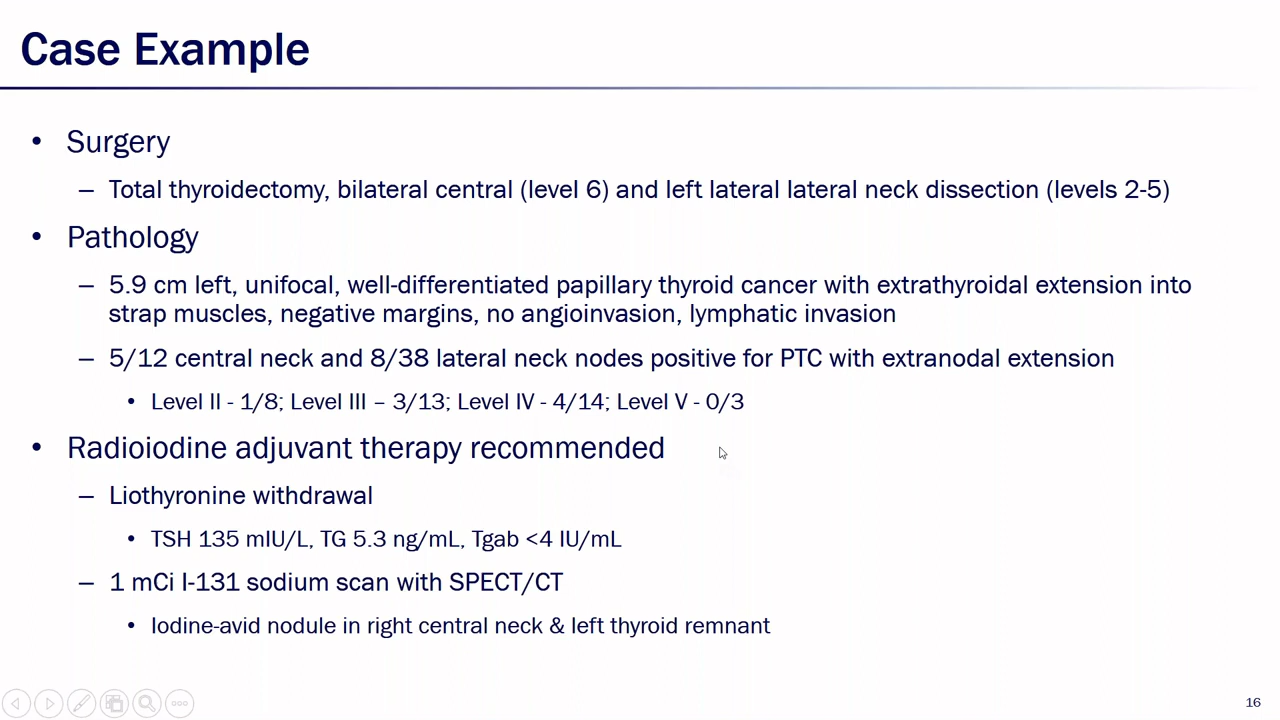 Case Example
• Surgery
– Total thyroidectomy, bilateral central (level 6) and left lateral lateral neck dissection (levels 2-5)
• Pathology
– 5.9 cm left, unifocal, well-differentiated papillary thyroid cancer with extrathyroidal extension into
strap muscles, negative margins, no angioinvasion, lymphatic invasion
– 5/12 central neck and 8/38 lateral neck nodes positive for PTC with extranodal extension
• Level II - 1/8; Level III – 3/13; Level IV - 4/14; Level V - 0/3
• Radioiodine adjuvant therapy recommended
– Liothyronine withdrawal
• TSH 135 mIU/L, TG 5.3 ng/mL, Tgab <4 IU/mL
– 1 mCi I-131 sodium scan with SPECT/CT
• Iodine-avid nodule in right central neck & left thyroid remnant
16